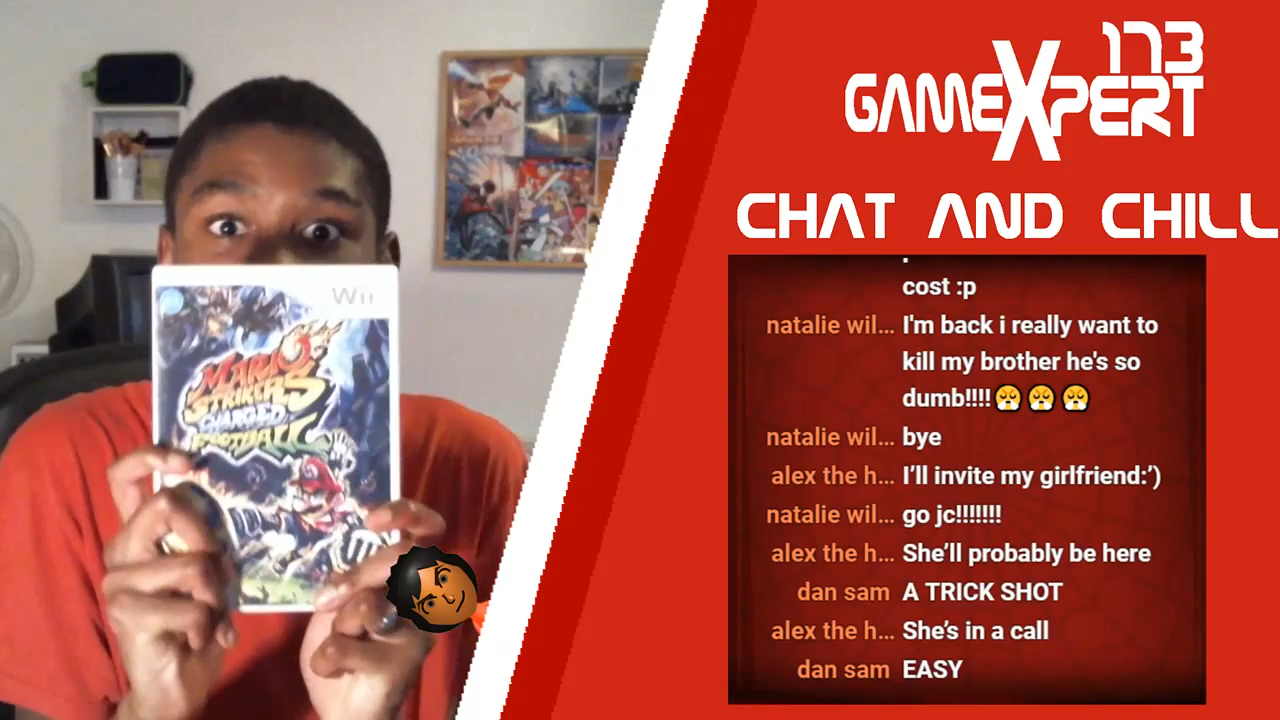 173
GAMEXPERT
CHAT AND CHILL
cost :p
natalie wil... I'm back i really want to
kill my brother he's so
dumb!!!!😤😤😤
natalie wil... bye
alex the h... I’ll invite my girlfriend:’)
natalie wil... go jc!!!!!!!
alex the h... She’ll probably be here
dan sam A TRICK SHOT
alex the h... She’s in a call
dan sam EASY
Wii
MARIO
STRIKERS
CHARGED
FOOTBALL